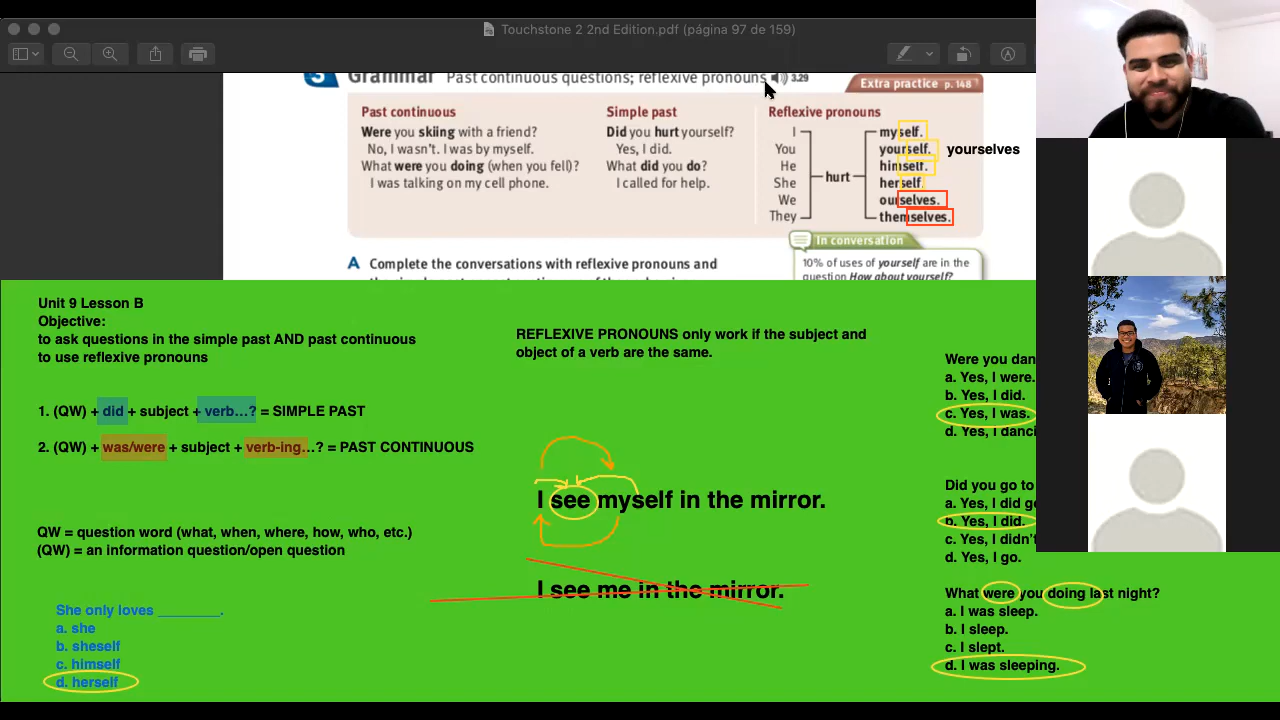 Touchstone 2 2nd Edition.pdf (página 97 de 159)
3 Grammar Past continuous questions; reflexive pronouns 3.29
Extra practice p. 148
Past continuous
Were you skiing with a friend?
No, I wasn't. I was by myself.
What were you doing (when you fell)?
I was talking on my cell phone.
Simple past
Did you hurt yourself?
Yes, I did.
What did you do?
I called for help.
Reflexive pronouns
I
You
He
She
We
They
hurt
myself.
yourself. yourselves
himself.
herself.
ourselves.
themselves.
In conversation
10% of uses of yourself are in the
question How about yourself?
A Complete the conversations with reflexive pronouns and
Unit 9 Lesson B
Objective:
to ask questions in the simple past AND past continuous
to use reflexive pronouns
1. (QW) + did + subject + verb...? = SIMPLE PAST
2. (QW) + was/were + subject + verb-ing...? = PAST CONTINUOUS
QW = question word (what, when, where, how, who, etc.)
(QW) = an information question/open question
She only loves ________.
a. she
b. sheself
c. himself
d. herself
REFLEXIVE PRONOUNS only work if the subject and
object of a verb are the same.
I see myself in the mirror.
I see me in the mirror.
Were you dan
a. Yes, I were.
b. Yes, I did.
c. Yes, I was.
d. Yes, I danci
Did you go to
a. Yes, I did go
b. Yes, I did.
c. Yes, I didn't
d. Yes, I go.
What were you doing last night?
a. I was sleep.
b. I sleep.
c. I slept.
d. I was sleeping.